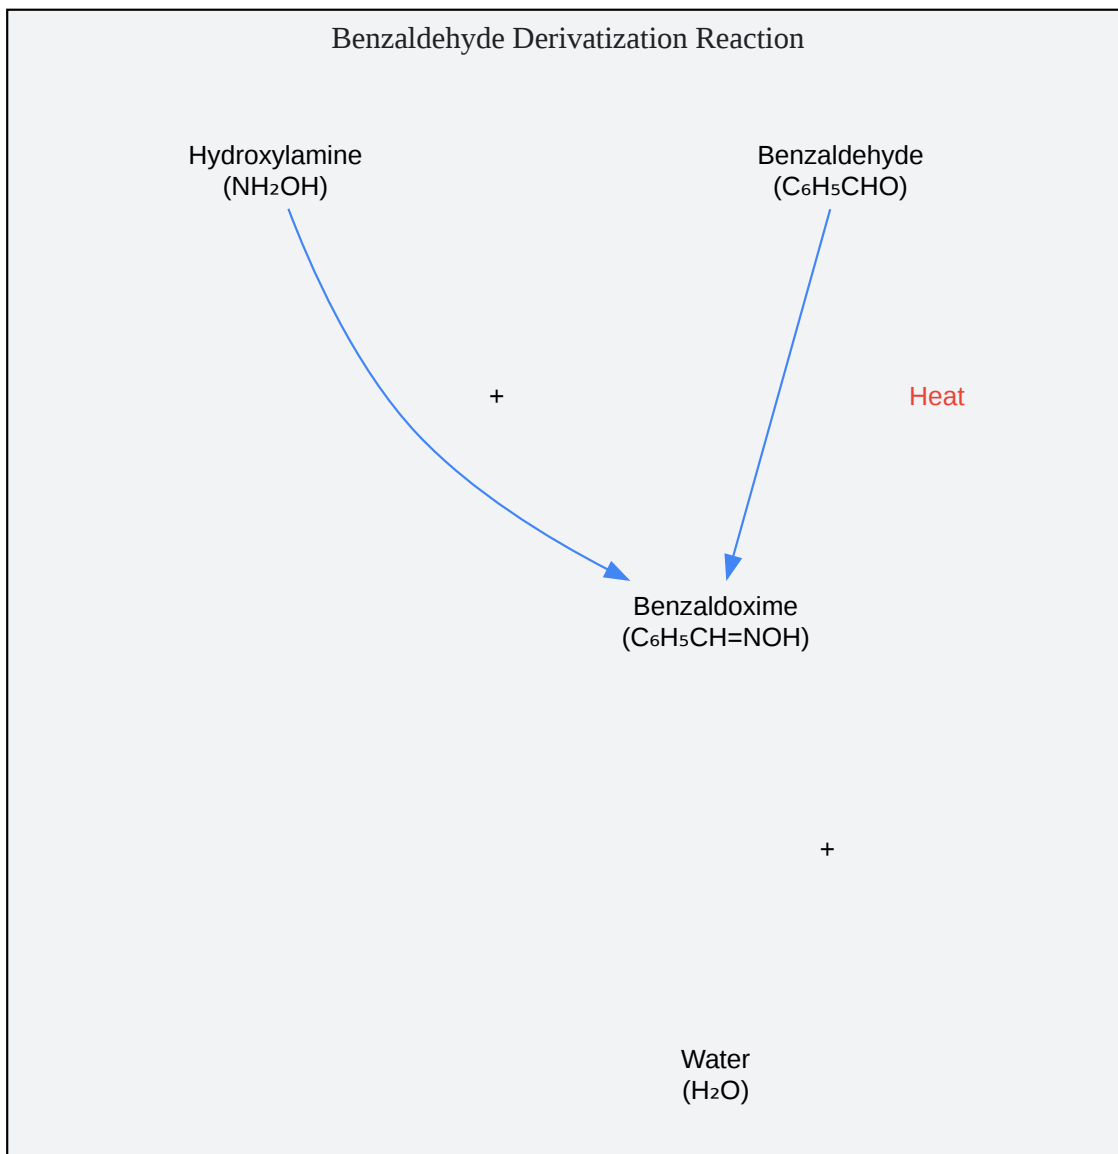 Benzaldehyde Derivatization Reaction
Hydroxylamine
(NH₂OH)
Benzaldehyde
(C₆H₅CHO)
+
Heat
Benzaldoxime
(C₆H₅CH=NOH)
+
Water
(H₂O)